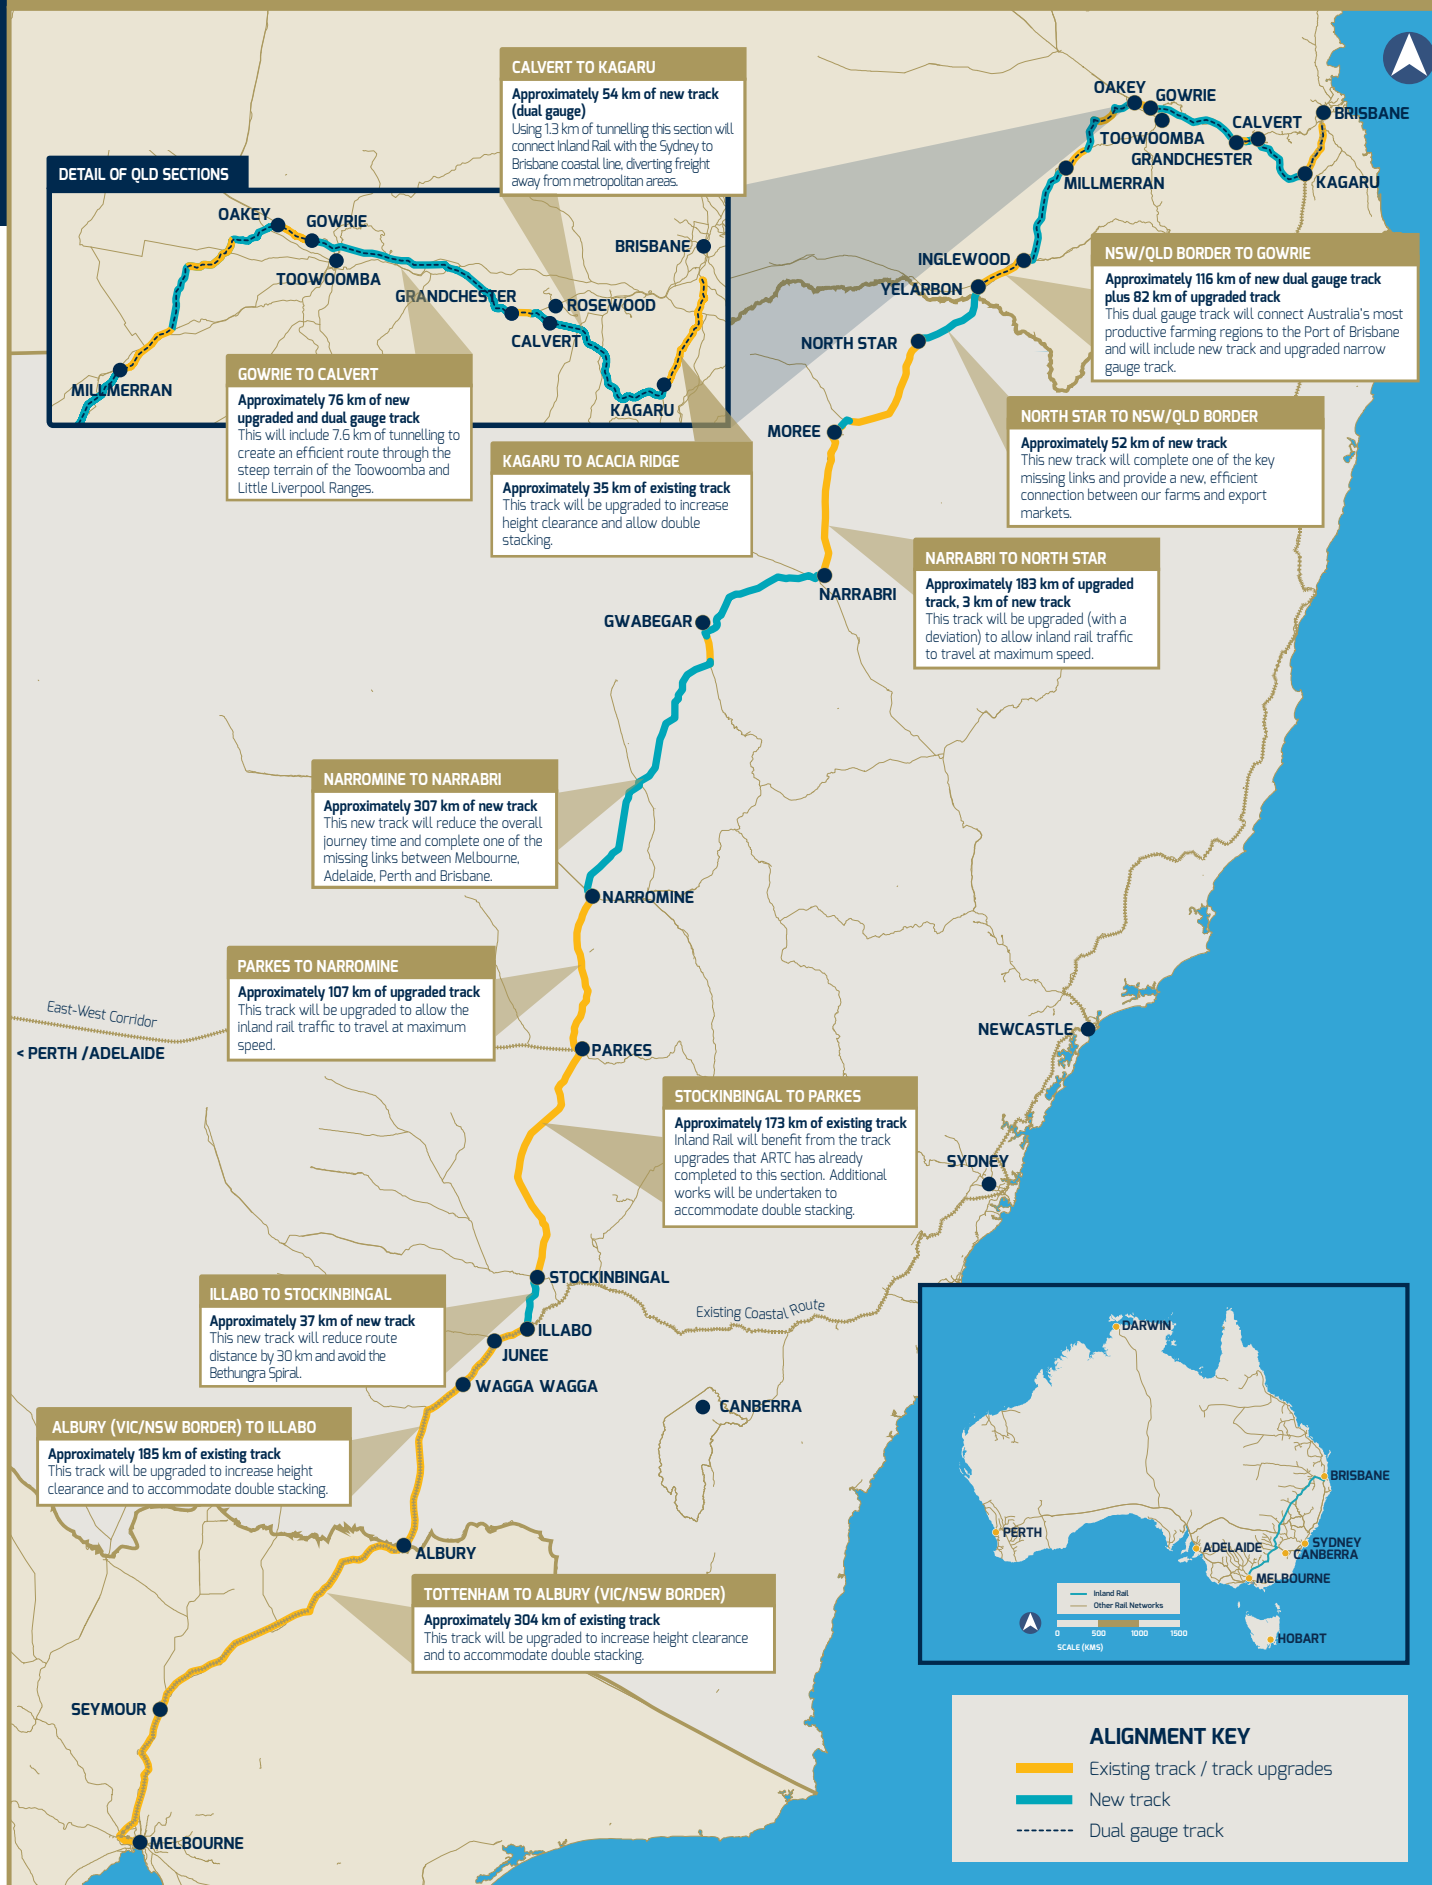 CALVERT TO KAGARU
Approximately 54 km of new track
(dual gauge)
Using 1.3 km of tunnelling this section will
connect Inland Rail with the Sydney to
Brisbane coastal line, diverting freight
away from metropolitan areas.
OAKEY
GOWRIE
TOOWOOMBA
CALVERT
GRANDCHESTER
BRISBANE
KAGARU
MILLMERRAN
INGLEWOOD
YELARBON
NORTH STAR
MOREE
DETAIL OF QLD SECTIONS
OAKEY
GOWRIE
TOOWOOMBA
BRISBANE
GRANDCHESTER
ROSEWOOD
CALVERT
MILLMERRAN
KAGARU
NSW/QLD BORDER TO GOWRIE
Approximately 116 km of new dual gauge track
plus 82 km of upgraded track
This dual gauge track will connect Australia's most
productive farming regions to the Port of Brisbane
and will include new track and upgraded narrow
gauge track.
GOWRIE TO CALVERT
Approximately 76 km of new
upgraded and dual gauge track
This will include 7.6 km of tunnelling to
create an efficient route through the
steep terrain of the Toowoomba and
Little Liverpool Ranges.
KAGARU TO ACACIA RIDGE
Approximately 35 km of existing track
This track will be upgraded to increase
height clearance and allow double
stacking.
NORTH STAR TO NSW/QLD BORDER
Approximately 52 km of new track
This new track will complete one of the key
missing links and provide a new, efficient
connection between our farms and export
markets.
NARRABRI TO NORTH STAR
Approximately 183 km of upgraded
track, 3 km of new track
This track will be upgraded (with a
deviation) to allow inland rail traffic
to travel at maximum speed.
NARRABRI
GWABEGAR
NARROMINE TO NARRABRI
Approximately 307 km of new track
This new track will reduce the overall
journey time and complete one of the
missing links between Melbourne,
Adelaide, Perth and Brisbane.
NARROMINE
PARKES TO NARROMINE
Approximately 107 km of upgraded track
This track will be upgraded to allow the
inland rail traffic to travel at maximum
speed.
East-West Corridor
< PERTH /ADELAIDE
PARKES
NEWCASTLE
STOCKINBINGAL TO PARKES
Approximately 173 km of existing track
Inland Rail will benefit from the track
upgrades that ARTC has already
completed to this section. Additional
works will be undertaken to
accommodate double stacking.
SYDNEY
STOCKINBINGAL
ILLABO TO STOCKINBINGAL
Approximately 37 km of new track
This new track will reduce route
distance by 30 km and avoid the
Bethungra Spiral.
Existing Coastal Route
ILLABO
JUNEE
WAGGA WAGGA
CANBERRA
ALBURY (VIC/NSW BORDER) TO ILLABO
Approximately 185 km of existing track
This track will be upgraded to increase height
clearance and to accommodate double stacking.
ALBURY
TOTTENHAM TO ALBURY (VIC/NSW BORDER)
Approximately 304 km of existing track
This track will be upgraded to increase height clearance
and to accommodate double stacking.
SEYMOUR
MELBOURNE
DARWIN
BRISBANE
PERTH
ADELAIDE
SYDNEY
CANBERRA
MELBOURNE
HOBART
Inland Rail
Other Rail Networks
0 500 1000 1500
SCALE (KMS)
ALIGNMENT KEY
Existing track / track upgrades
New track
Dual gauge track